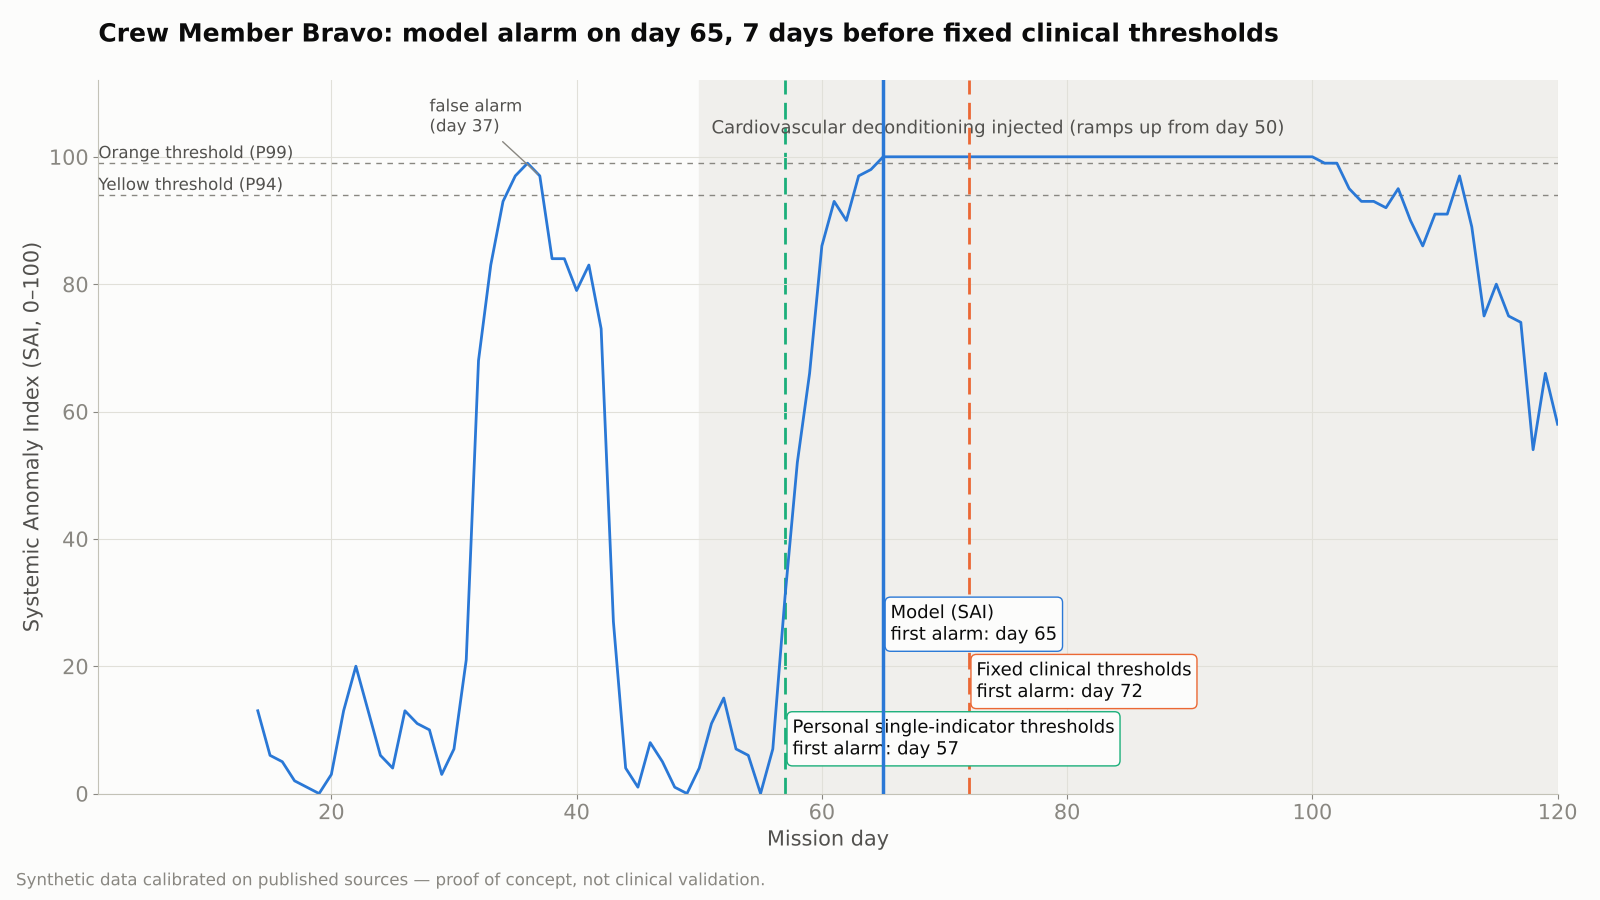 Crew Member Bravo: model alarm on day 65, 7 days before fixed clinical thresholds
false alarm
(day 37)
Cardiovascular deconditioning injected (ramps up from day 50)
Orange threshold (P99)
Yellow threshold (P94)
100
80
60
40
20
0
Systemic Anomaly Index (SAI, 0–100)
Model (SAI)
first alarm: day 65
Fixed clinical thresholds
first alarm: day 72
Personal single-indicator thresholds
first alarm: day 57
20
40
60
80
100
120
Mission day
Synthetic data calibrated on published sources — proof of concept, not clinical validation.